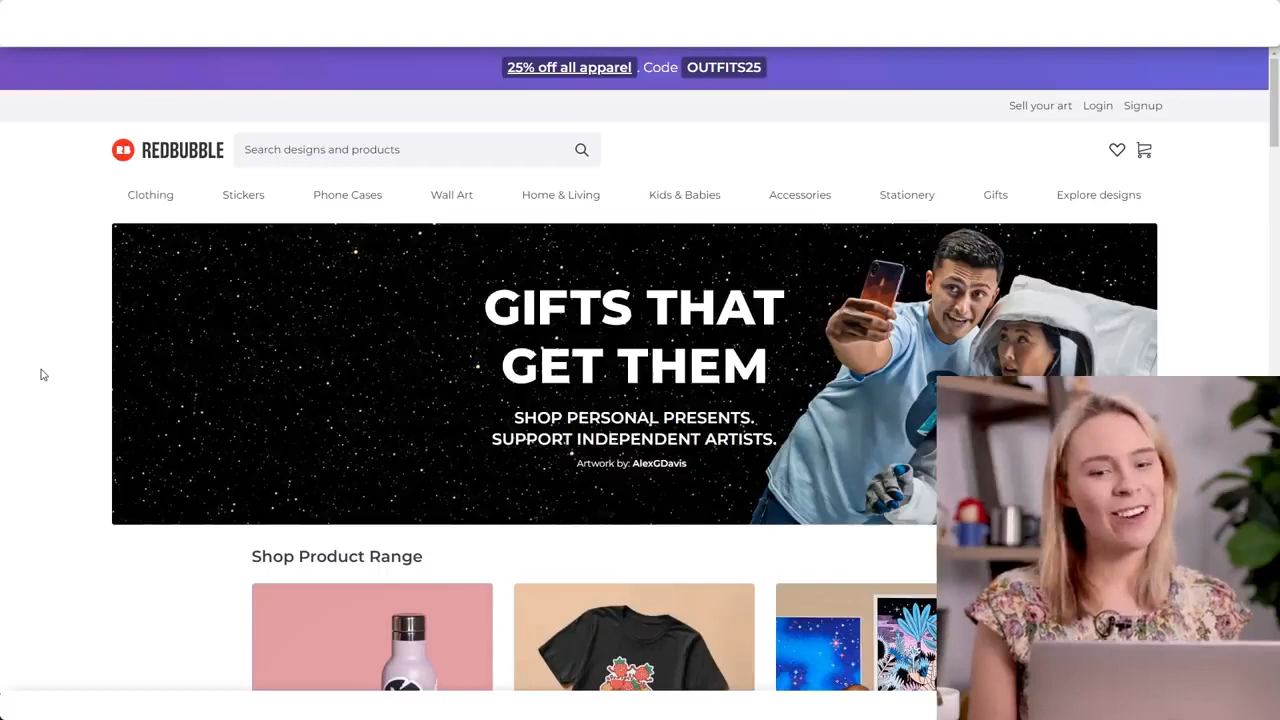 25% off all apparel . Code OUTFITS25
Sell your art Login Signup
RB REDBUBBLE Search designs and products
Clothing Stickers Phone Cases Wall Art Home & Living Kids & Babies Accessories Stationery Gifts Explore designs
GIFTS THAT
GET THEM
SHOP PERSONAL PRESENTS.
SUPPORT INDEPENDENT ARTISTS.
Artwork by: AlexGDavis
Shop Product Range